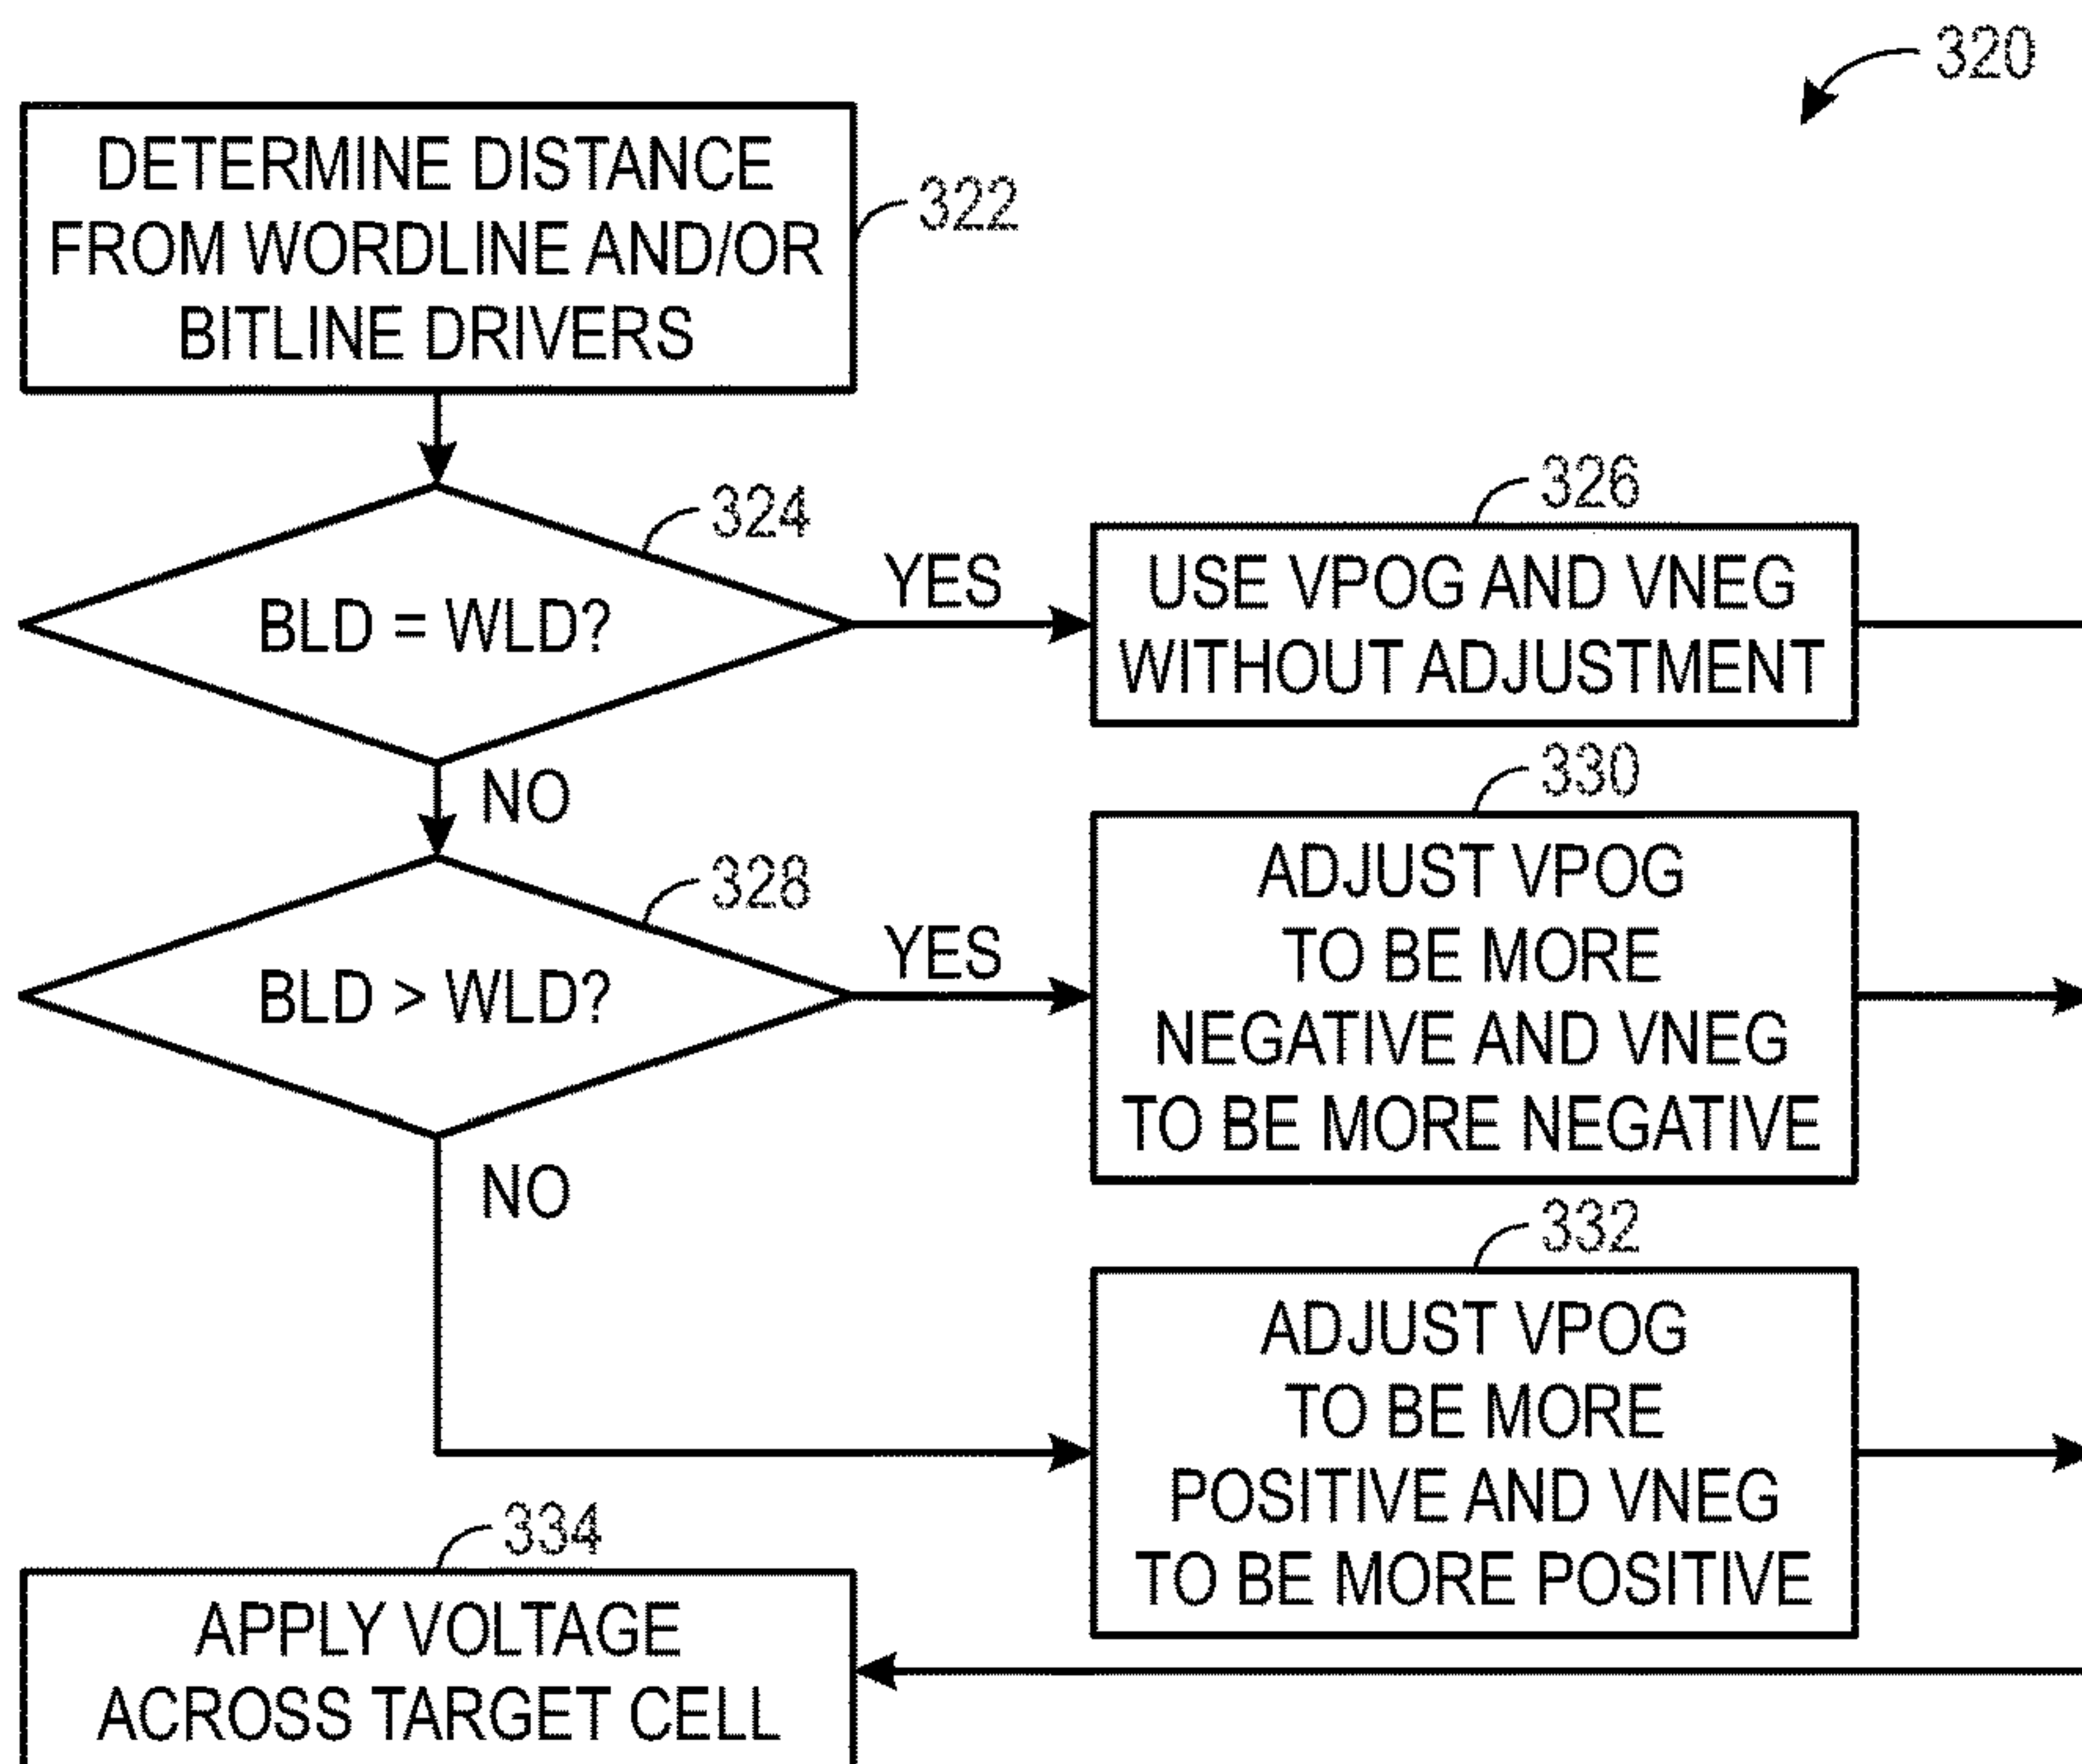 320
DETERMINE DISTANCE
FROM WORDLINE AND/OR
BITLINE DRIVERS
322
BLD = WLD?
324
YES
326
USE VPOG AND VNEG
WITHOUT ADJUSTMENT
NO
BLD > WLD?
328
YES
330
ADJUST VPOG
TO BE MORE
NEGATIVE AND VNEG
TO BE MORE NEGATIVE
NO
332
ADJUST VPOG
TO BE MORE
POSITIVE AND VNEG
TO BE MORE POSITIVE
334
APPLY VOLTAGE
ACROSS TARGET CELL